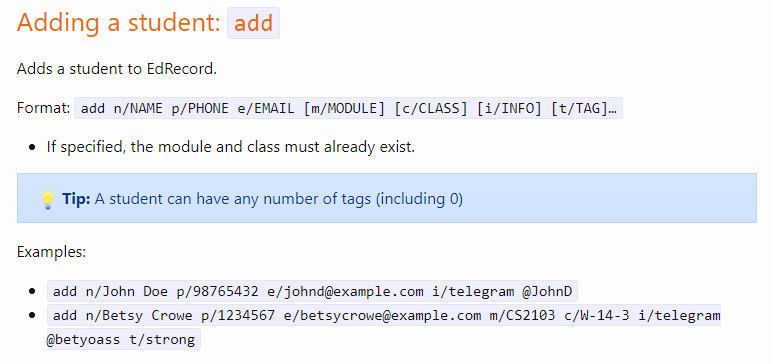 Adding a student: add
Adds a student to EdRecord.
Format: add n/NAME p/PHONE e/EMAIL [m/MODULE] [c/CLASS] [i/INFO] [t/TAG]…
• If specified, the module and class must already exist.
💡 Tip: A student can have any number of tags (including 0)
Examples:
• add n/John Doe p/98765432 e/johnd@example.com i/telegram @JohnD
• add n/Betsy Crowe p/1234567 e/betsycrowe@example.com m/CS2103 c/W-14-3 i/telegram
@betyoass t/strong